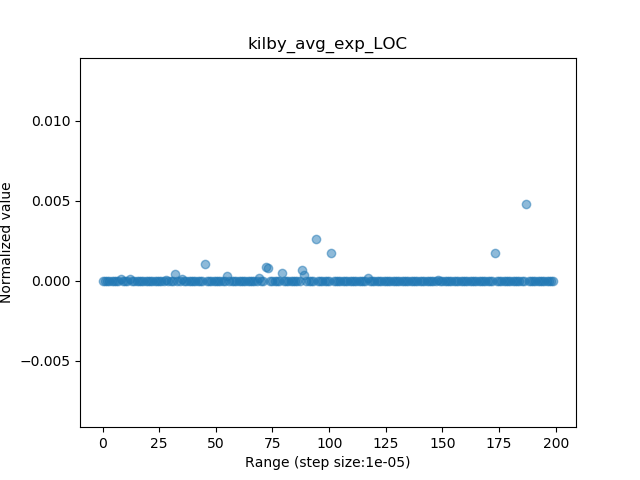 kilby_avg_exp_LOC
Normalized value
0.010
0.005
0.000
−0.005
0 25 50 75 100 125 150 175 200
Range (step size:1e-05)